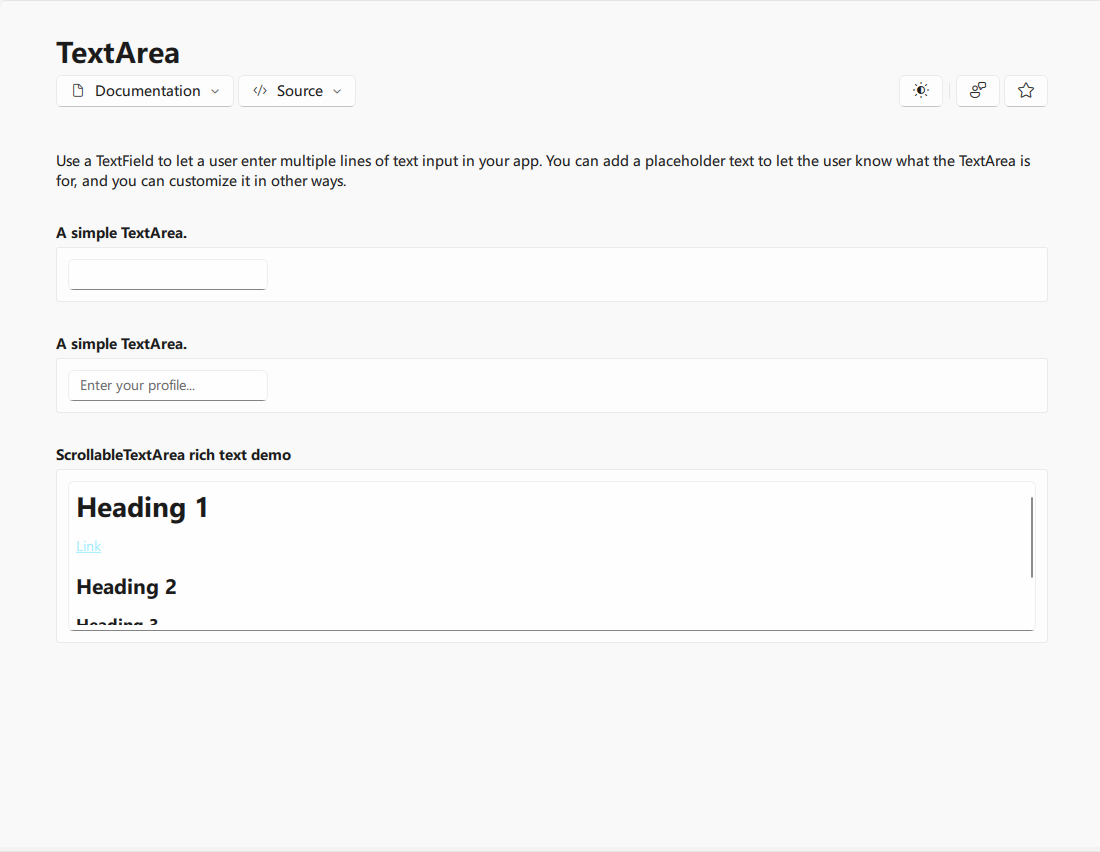 TextArea
Documentation
Source
Use a TextField to let a user enter multiple lines of text input in your app. You can add a placeholder text to let the user know what the TextArea is
for, and you can customize it in other ways.
A simple TextArea.
A simple TextArea.
Enter your profile...
ScrollableTextArea rich text demo
Heading 1
Link
Heading 2
Heading 3